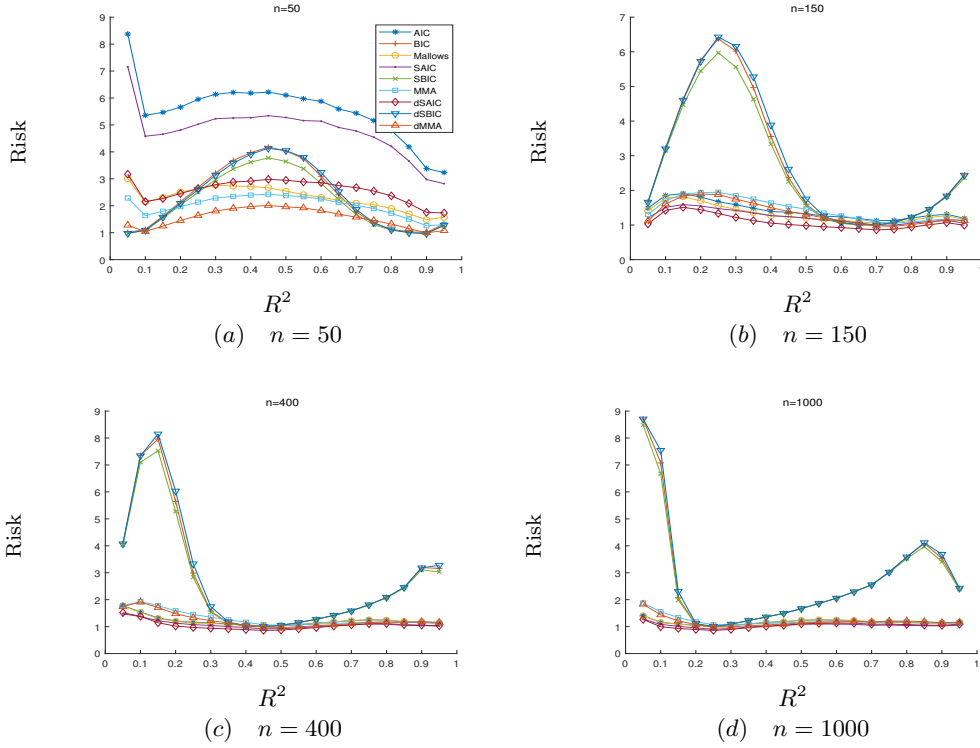 n=50
9
8
7
6
5
4
3
2
1
0
0 0.1 0.2 0.3 0.4 0.5 0.6 0.7 0.8 0.9 1
Risk
R²
AIC
BIC
Mallows
SAIC
SBIC
MMA
dSAIC
dSBIC
dMMA
(a) n = 50
n=150
7
6
5
4
3
2
1
0
0 0.1 0.2 0.3 0.4 0.5 0.6 0.7 0.8 0.9 1
Risk
R²
(b) n = 150
n=400
9
8
7
6
5
4
3
2
1
0
0 0.1 0.2 0.3 0.4 0.5 0.6 0.7 0.8 0.9 1
Risk
R²
(c) n = 400
n=1000
9
8
7
6
5
4
3
2
1
0
0 0.1 0.2 0.3 0.4 0.5 0.6 0.7 0.8 0.9 1
Risk
R²
(d) n = 1000